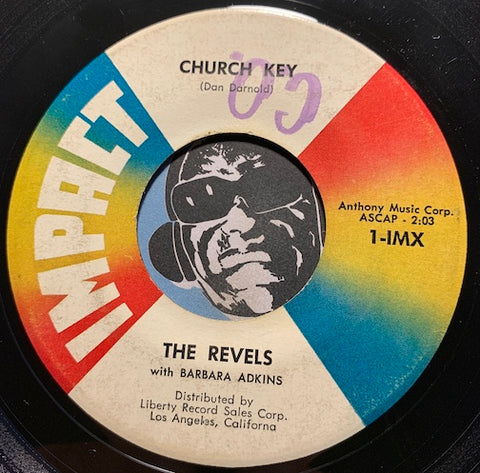 CHURCH KEY
(Dan Darnold)
IMPACT
Anthony Music Corp.
ASCAP - 2:03
1-IMX
THE REVELS
with BARBARA ADKINS
Distributed by
Liberty Record Sales Corp.
Los Angeles, Californa